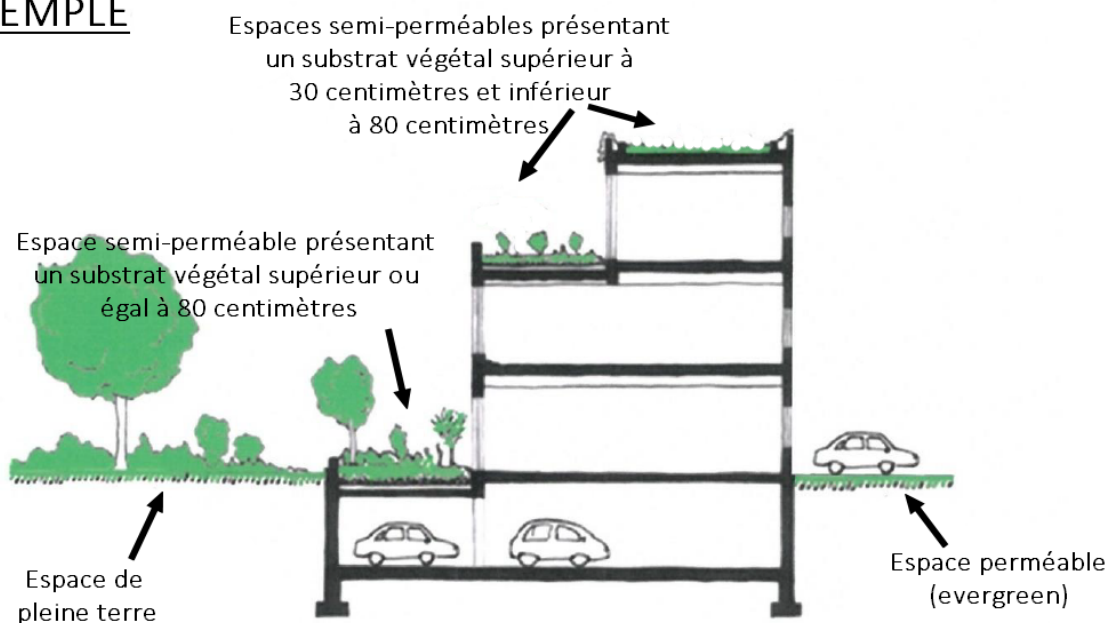 EMPLE
Espaces semi-perméables présentant
un substrat végétal supérieur à
30 centimètres et inférieur
à 80 centimètres
Espace semi-perméable présentant
un substrat végétal supérieur ou
égal à 80 centimètres
Espace de
pleine terre
Espace perméable
(evergreen)